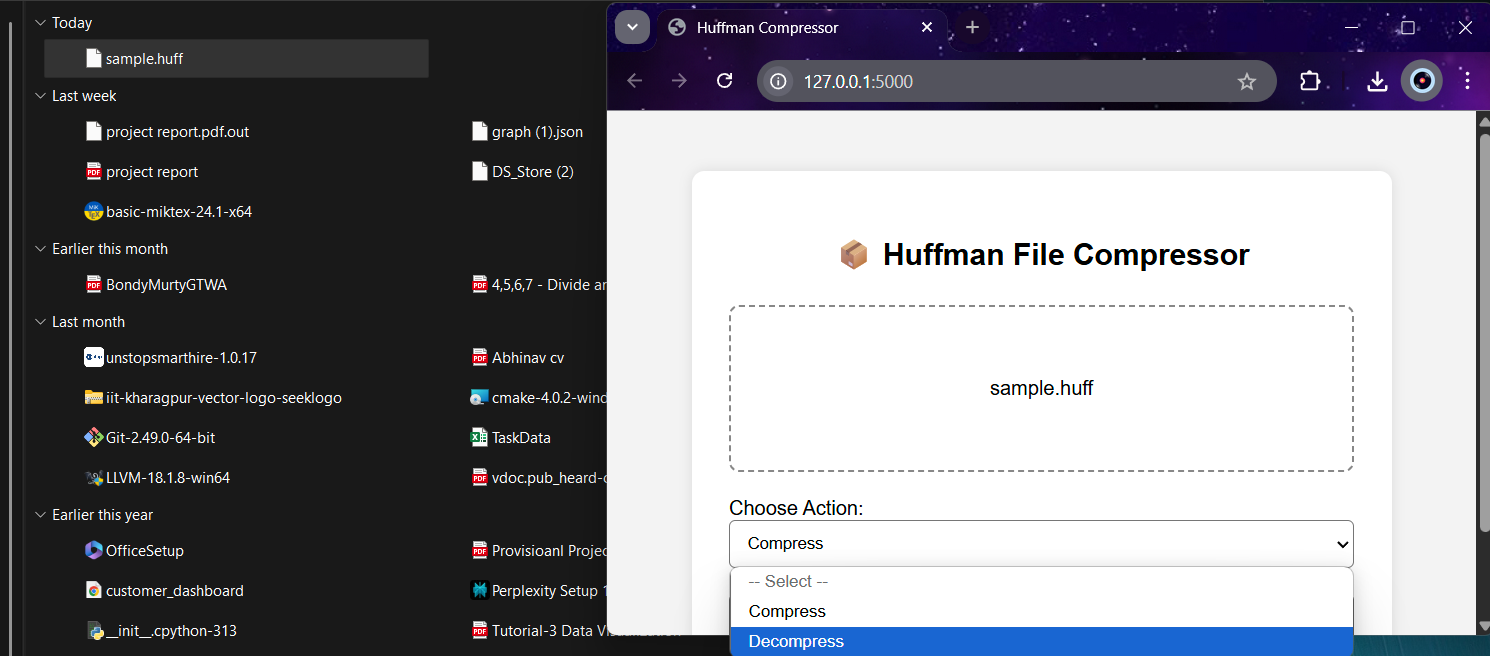 Today
sample.huff
Last week
project report.pdf.out
graph (1).json
project report
DS_Store (2)
basic-miktex-24.1-x64
Earlier this month
BondyMurtyGTWA
4,5,6,7 - Divide ar
Last month
unstopsmarthire-1.0.17
Abhinav cv
iit-kharagpur-vector-logo-seeklogo
cmake-4.0.2-wind
Git-2.49.0-64-bit
TaskData
LLVM-18.1.8-win64
vdoc.pub_heard-c
Earlier this year
OfficeSetup
Provisioanl Projec
customer_dashboard
Perplexity Setup 1
__init__.cpython-313
Tutorial-3 Data Visualization
Huffman Compressor
127.0.0.1:5000
Huffman File Compressor
sample.huff
Choose Action:
Compress
-- Select --
Compress
Decompress